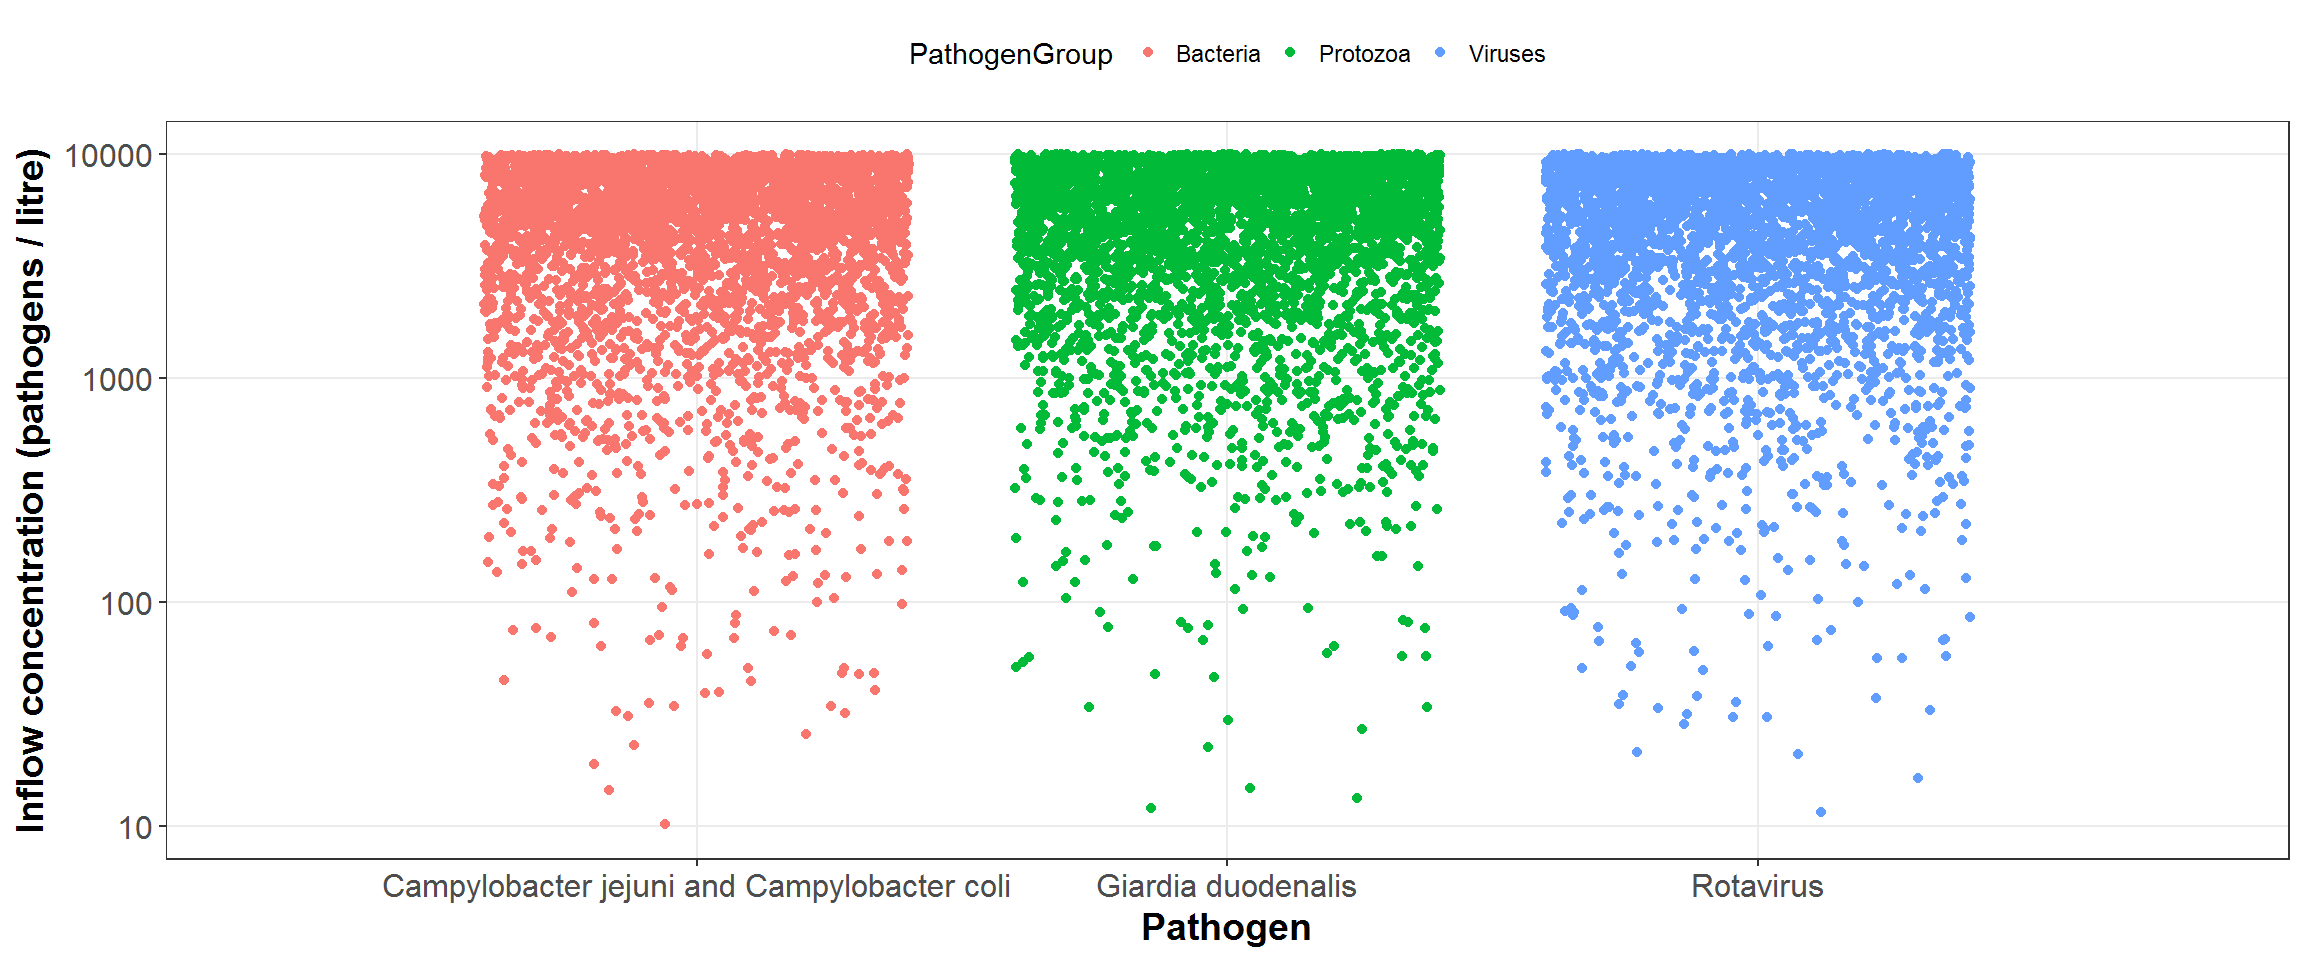 PathogenGroup Bacteria Protozoa Viruses
Inflow concentration (pathogens / litre)
10000
1000
100
10
Campylobacter jejuni and Campylobacter coli Giardia duodenalis Rotavirus
Pathogen